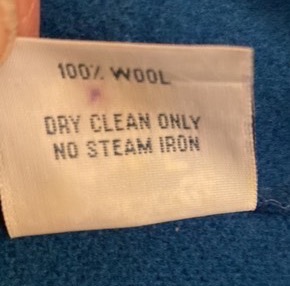 100% WOOL
DRY CLEAN ONLY
NO STEAM IRON